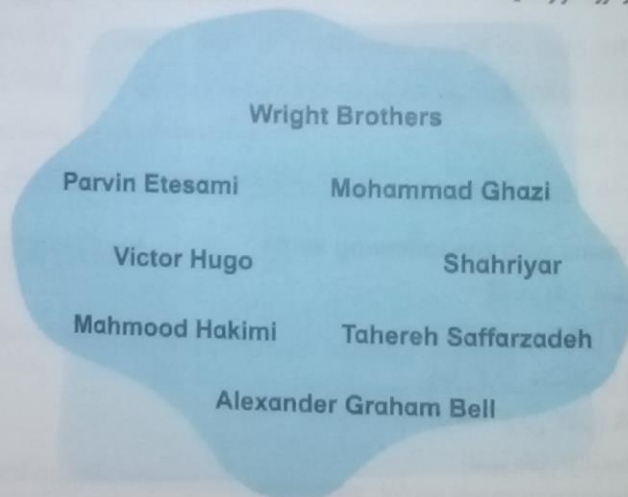 Wright Brothers
Parvin Etesami
Mohammad Ghazi
Victor Hugo
Shahriyar
Mahmood Hakimi
Tahereh Saffarzadeh
Alexander Graham Bell